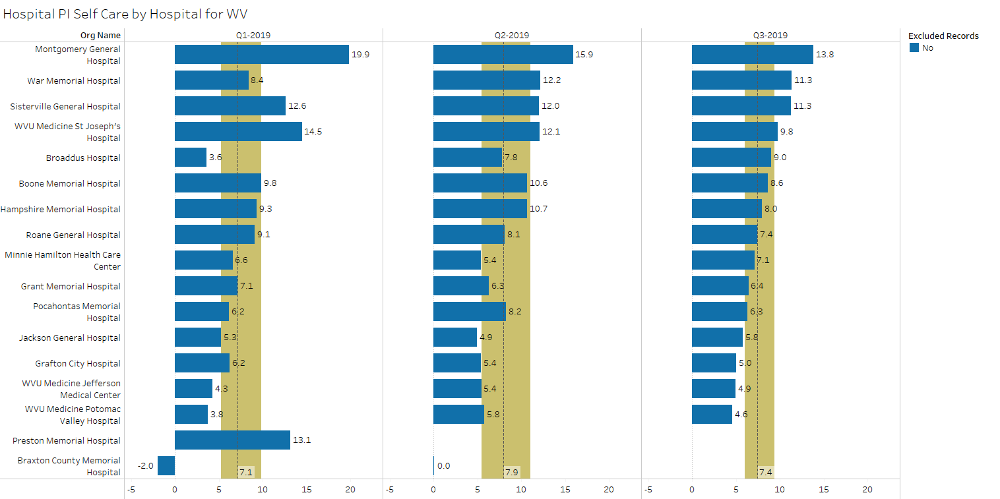 Hospital PI Self Care by Hospital for WV
Org Name Q1-2019 Q2-2019 Q3-2019 Excluded Records
No
Montgomery General
Hospital 19.9 15.9 13.8
War Memorial Hospital 8.4 12.2 11.3
Sisterville General Hospital 12.6 12.0 11.3
WVU Medicine St Joseph's
Hospital 14.5 12.1 9.8
Broaddus Hospital 3.6 7.8 9.0
Boone Memorial Hospital 9.8 10.6 8.6
Hampshire Memorial Hospital 9.3 10.7 8.0
Roane General Hospital 9.1 8.1 7.4
Minnie Hamilton Health Care
Center 6.6 5.4 7.1
Grant Memorial Hospital 7.1 6.3 6.4
Pocahontas Memorial
Hospital 6.2 8.2 6.3
Jackson General Hospital 5.3 4.9 5.8
Grafton City Hospital 6.2 5.4 5.0
WVU Medicine Jefferson
Medical Center 4.3 5.4 4.9
WVU Medicine Potomac
Valley Hospital 3.8 5.8 4.6
Preston Memorial Hospital 13.1
Braxton County Memorial
Hospital -2.0 0.0
7.1 7.9 7.4
-5 0 5 10 15 20 -5 0 5 10 15 20 -5 0 5 10 15 20